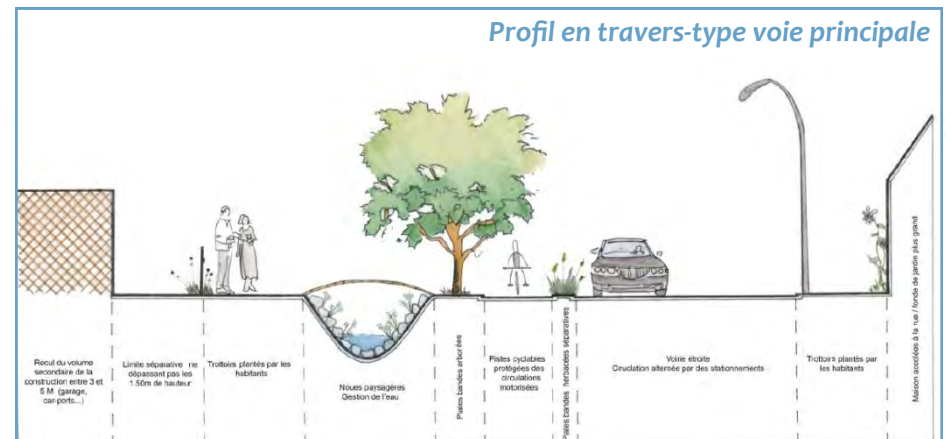 Profil en travers-type voie principale
Recul du volume
secondaire de la
construction entre 3 et
5 M (garage,
car-ports...)
Limite séparative ne
dépassant pas les
1.50m de hauteur
Trottoirs plantés par les
habitants
Noues paysagères
Gestion de l'eau
Plates bandes arborées
Pistes cyclables
protégées des
circulations
motorisées
Plates bandes herbacées séparatives
Voirie étroite
Circulation alternée par des stationnements
Trottoirs plantés par
les habitants
Maison accolées à la rue / fonde de jardin plus grand